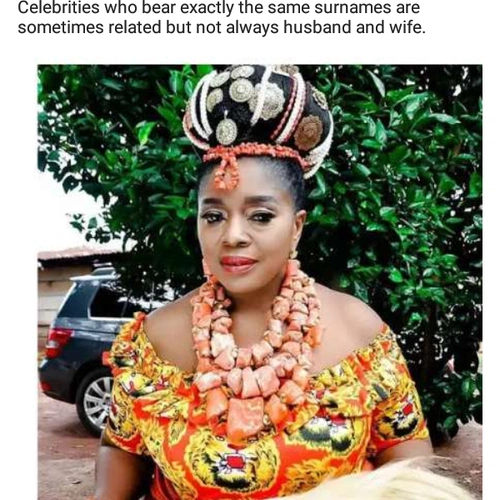 Celebrities who bear exactly the same surnames are
sometimes related but not always husband and wife.